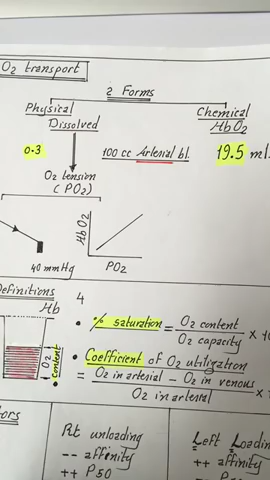 O2 transport
2 Forms
Physical
Dissolved
Chemical
HbO2
0.3
100 cc Arterial bl.
19.5 ml.
O2 tension
(PO2)
HbO2
40 mmHg
PO2
Definitions
4
Hb
O2
content
• % saturation = O2 content / O2 capacity ×
• Coefficient of O2 utilization
= O2 in arterial - O2 in venous / O2 in arterial ×
Rt unloading
-- affinity
++ P50
Left Loadin
++ affinity